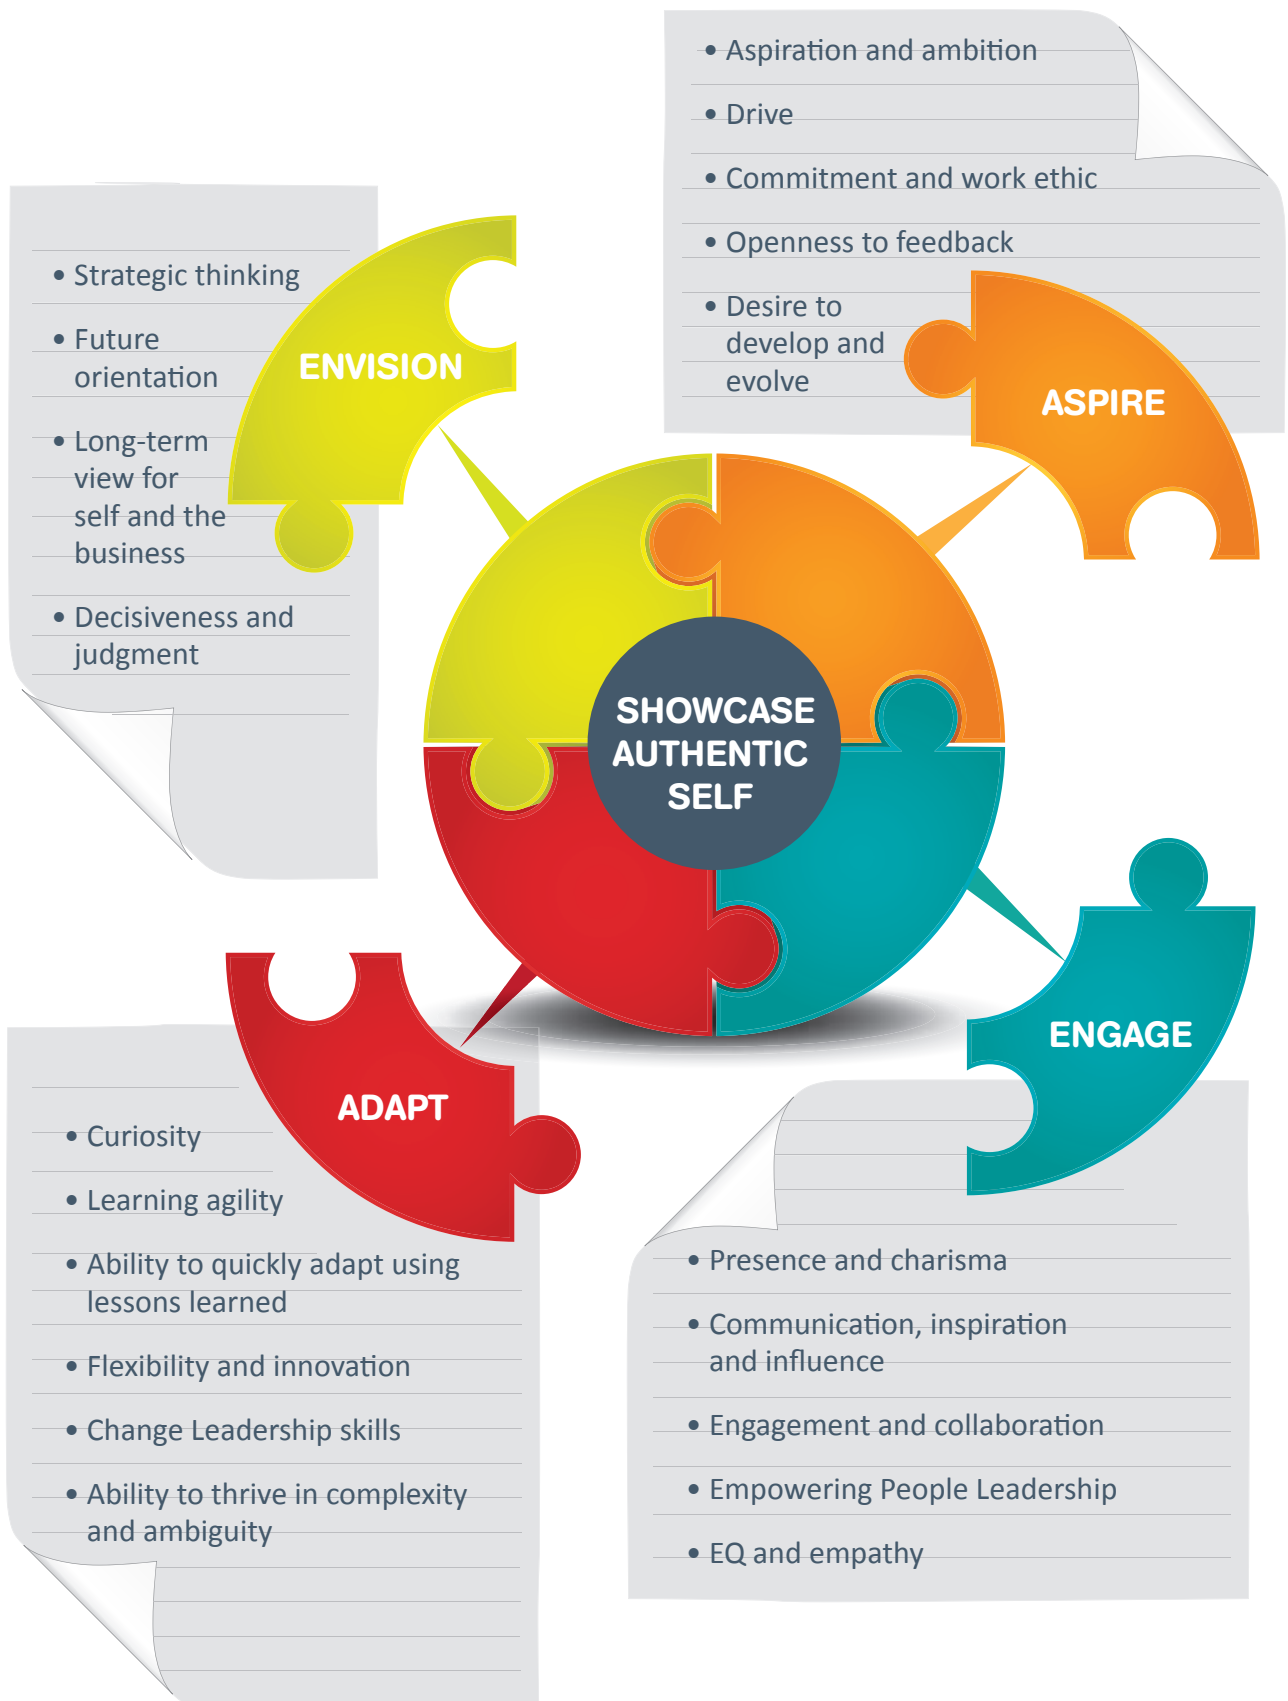 • Aspiration and ambition
• Drive
• Commitment and work ethic
• Openness to feedback
• Desire to
develop and
evolve
ASPIRE
• Strategic thinking
• Future
orientation
• Long-term
view for
self and the
business
• Decisiveness and
judgment
ENVISION
SHOWCASE
AUTHENTIC
SELF
ADAPT
• Curiosity
• Learning agility
• Ability to quickly adapt using
lessons learned
• Flexibility and innovation
• Change Leadership skills
• Ability to thrive in complexity
and ambiguity
ENGAGE
• Presence and charisma
• Communication, inspiration
and influence
• Engagement and collaboration
• Empowering People Leadership
• EQ and empathy